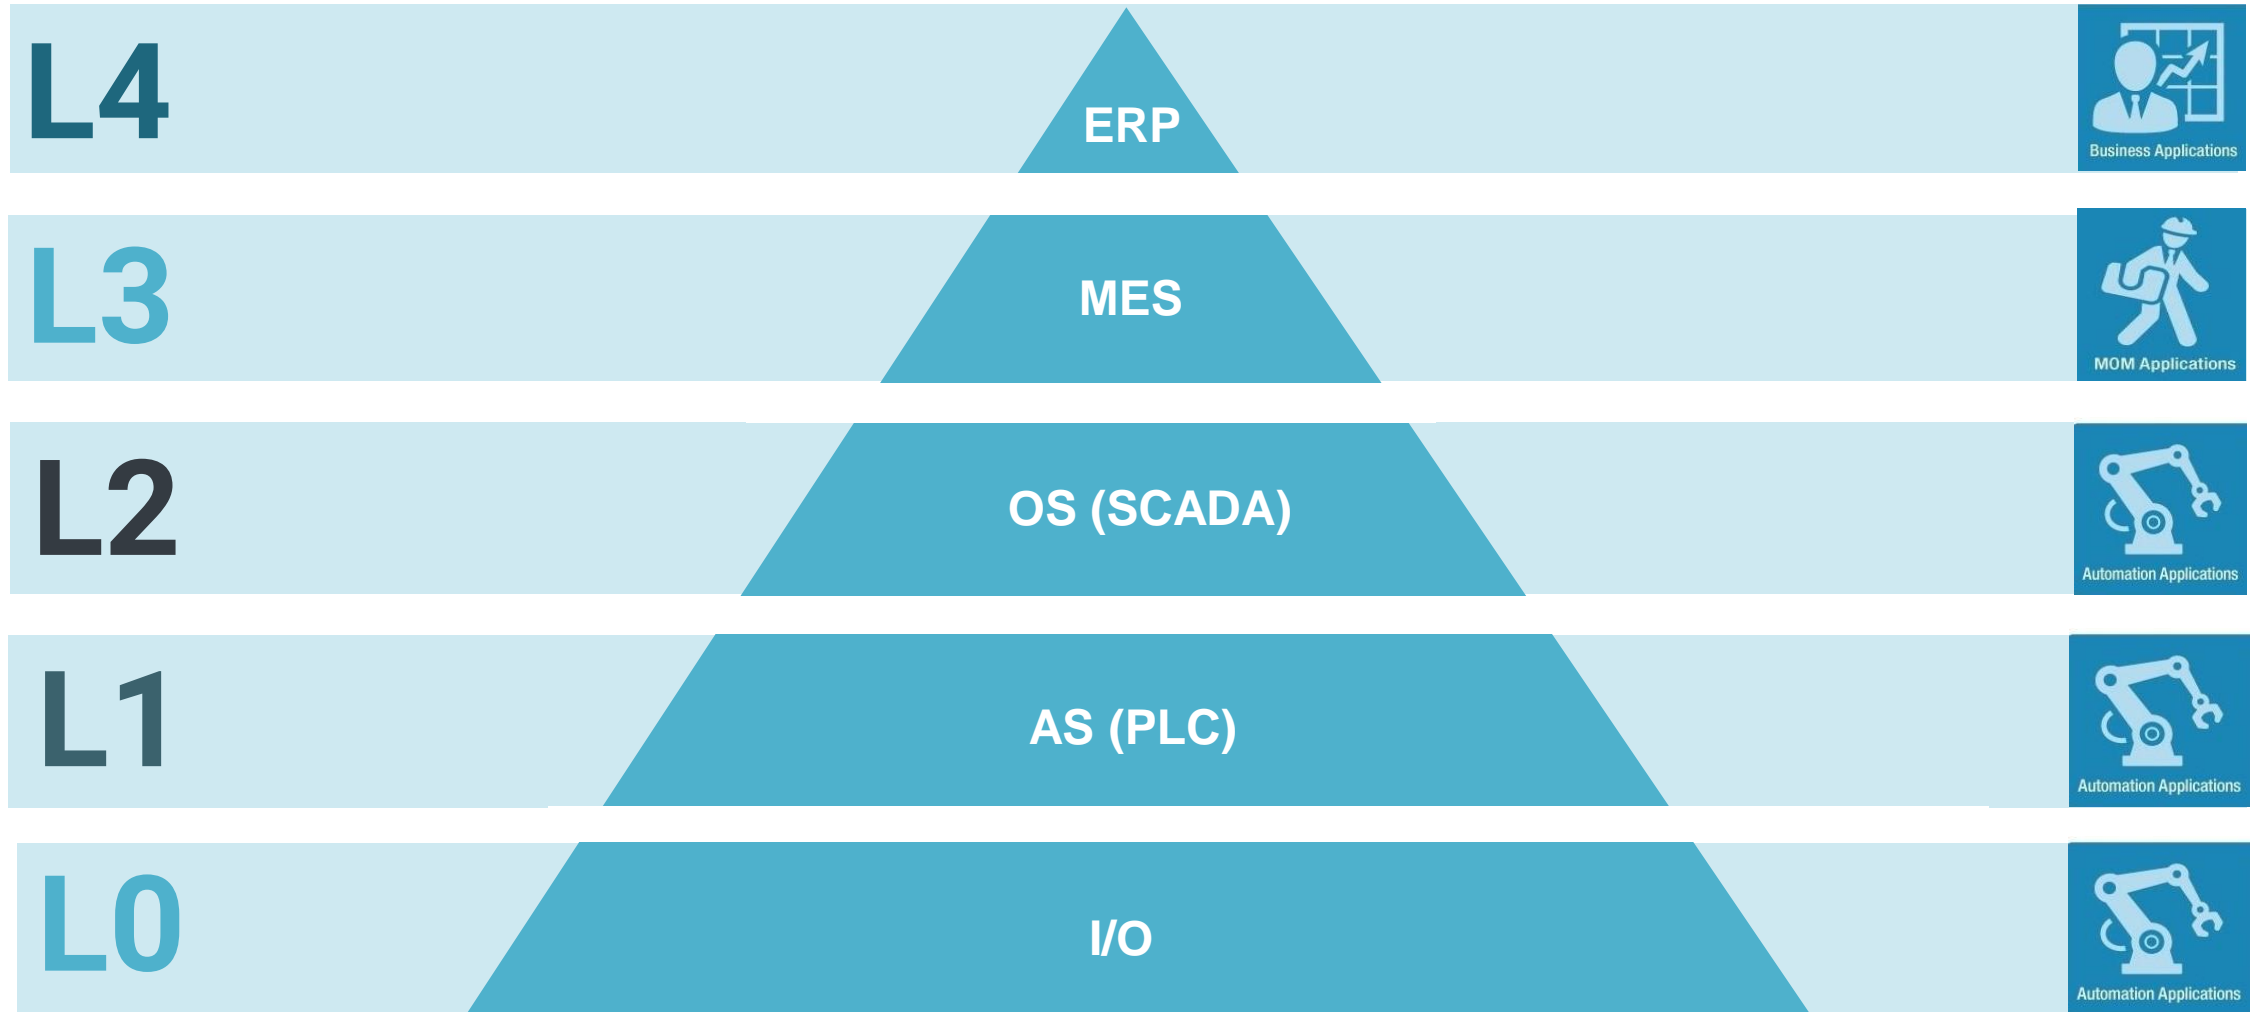 L4
ERP
Business Applications
L3
MES
MOM Applications
L2
OS (SCADA)
Automation Applications
L1
AS (PLC)
Automation Applications
L0
I/O
Automation Applications